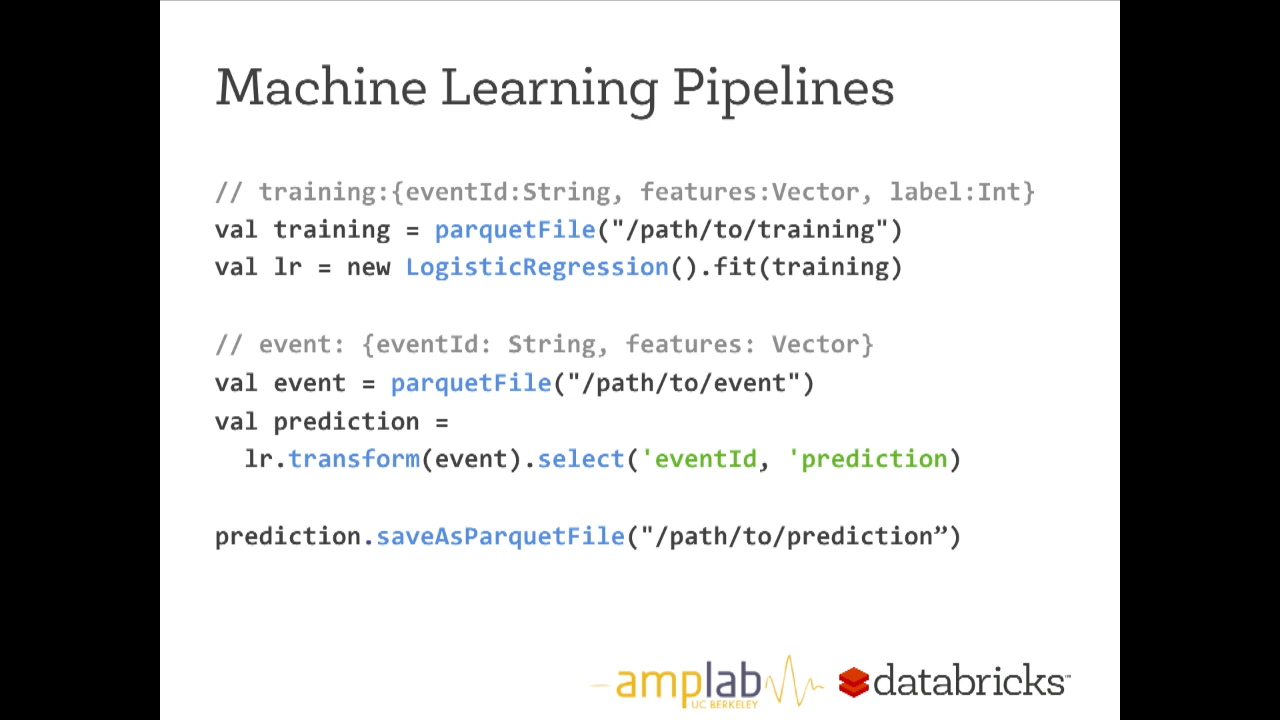 Machine Learning Pipelines
// training:{eventId:String, features:Vector, label:Int}
val training = parquetFile("/path/to/training")
val lr = new LogisticRegression().fit(training)
// event: {eventId: String, features: Vector}
val event = parquetFile("/path/to/event")
val prediction =
lr.transform(event).select('eventId, 'prediction)
prediction.saveAsParquetFile("/path/to/prediction”)
amplab
UC BERKELEY
databricks™